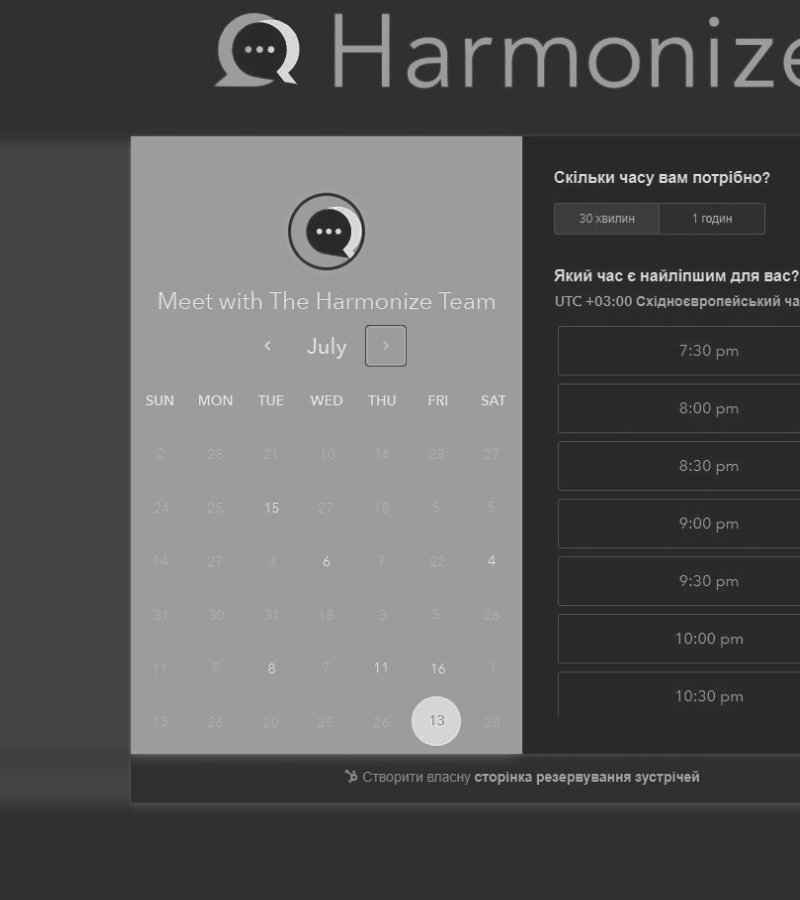 Harmonize
Meet with The Harmonize Team
July
SUN MON TUE WED THU FRI SAT
2 28 21 10 16 28 27
24 25 15 27 18 5 5
14 27 3 6 7 22 4
31 30 31 18 3 5 26
11 8 8 7 11 16 1
13 26 20 25 26 13 28
Скільки часу вам потрібно?
30 хвилин 1 годин
Який час є найліпшим для вас?
UTC +03:00 Східноєвропейський ча
7:30 pm
8:00 pm
8:30 pm
9:00 pm
9:30 pm
10:00 pm
10:30 pm
Створити власну сторінка резервування зустрічей